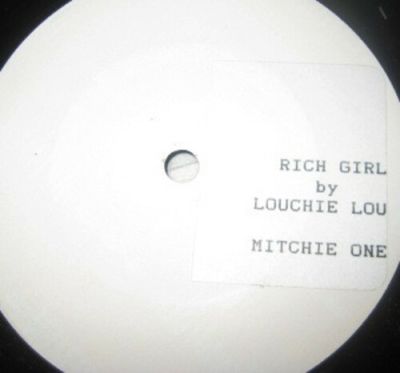 RICH GIRL
by
LOUCHIE LOU
MITCHIE ONE